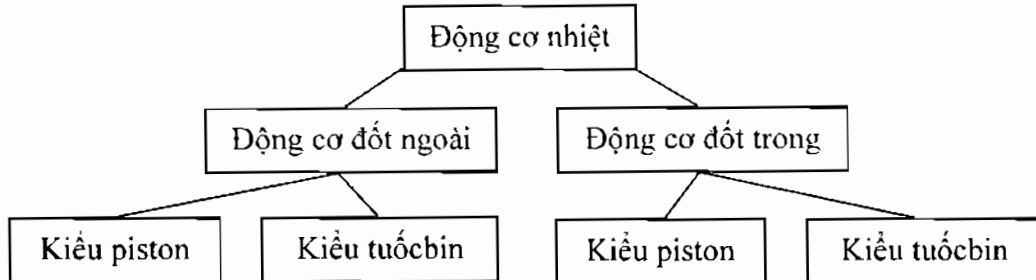 Động cơ nhiệt
Động cơ đốt ngoài
Động cơ đốt trong
Kiểu piston
Kiểu tuốcbin
Kiểu piston
Kiểu tuốcbin